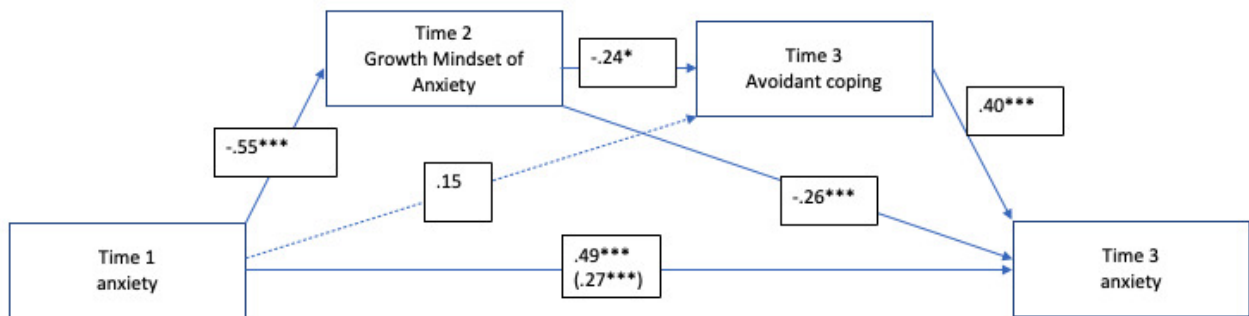 Time 2
Growth Mindset of
Anxiety
-.24*
Time 3
Avoidant coping
.40***
-.55***
.15
-.26***
Time 1
anxiety
.49***
(.27***)
Time 3
anxiety